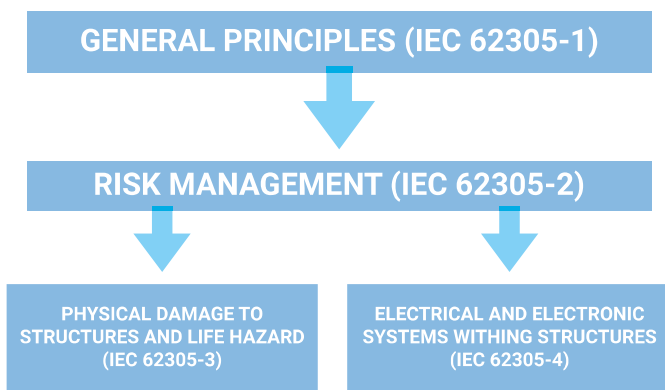 GENERAL PRINCIPLES (IEC 62305-1)
RISK MANAGEMENT (IEC 62305-2)
PHYSICAL DAMAGE TO
STRUCTURES AND LIFE HAZARD
(IEC 62305-3)
ELECTRICAL AND ELECTRONIC
SYSTEMS WITHING STRUCTURES
(IEC 62305-4)